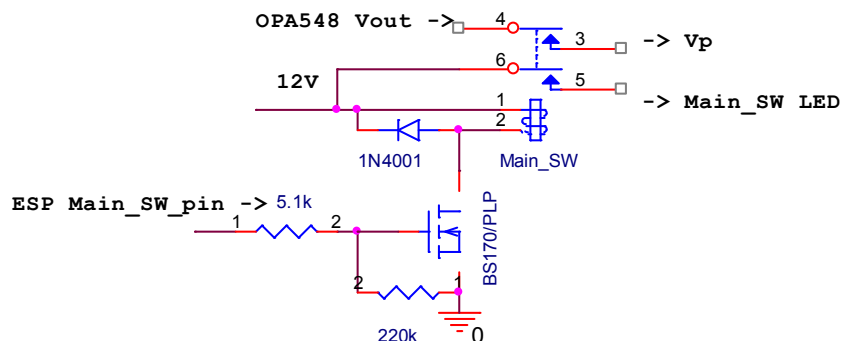 OPA548 Vout ->
4
3
-> Vp
6
12V
5
-> Main_SW LED
1
2
1N4001
Main_SW
ESP Main_SW_pin ->
5.1k
1
2
BS170/PLP
2
1
220k
0